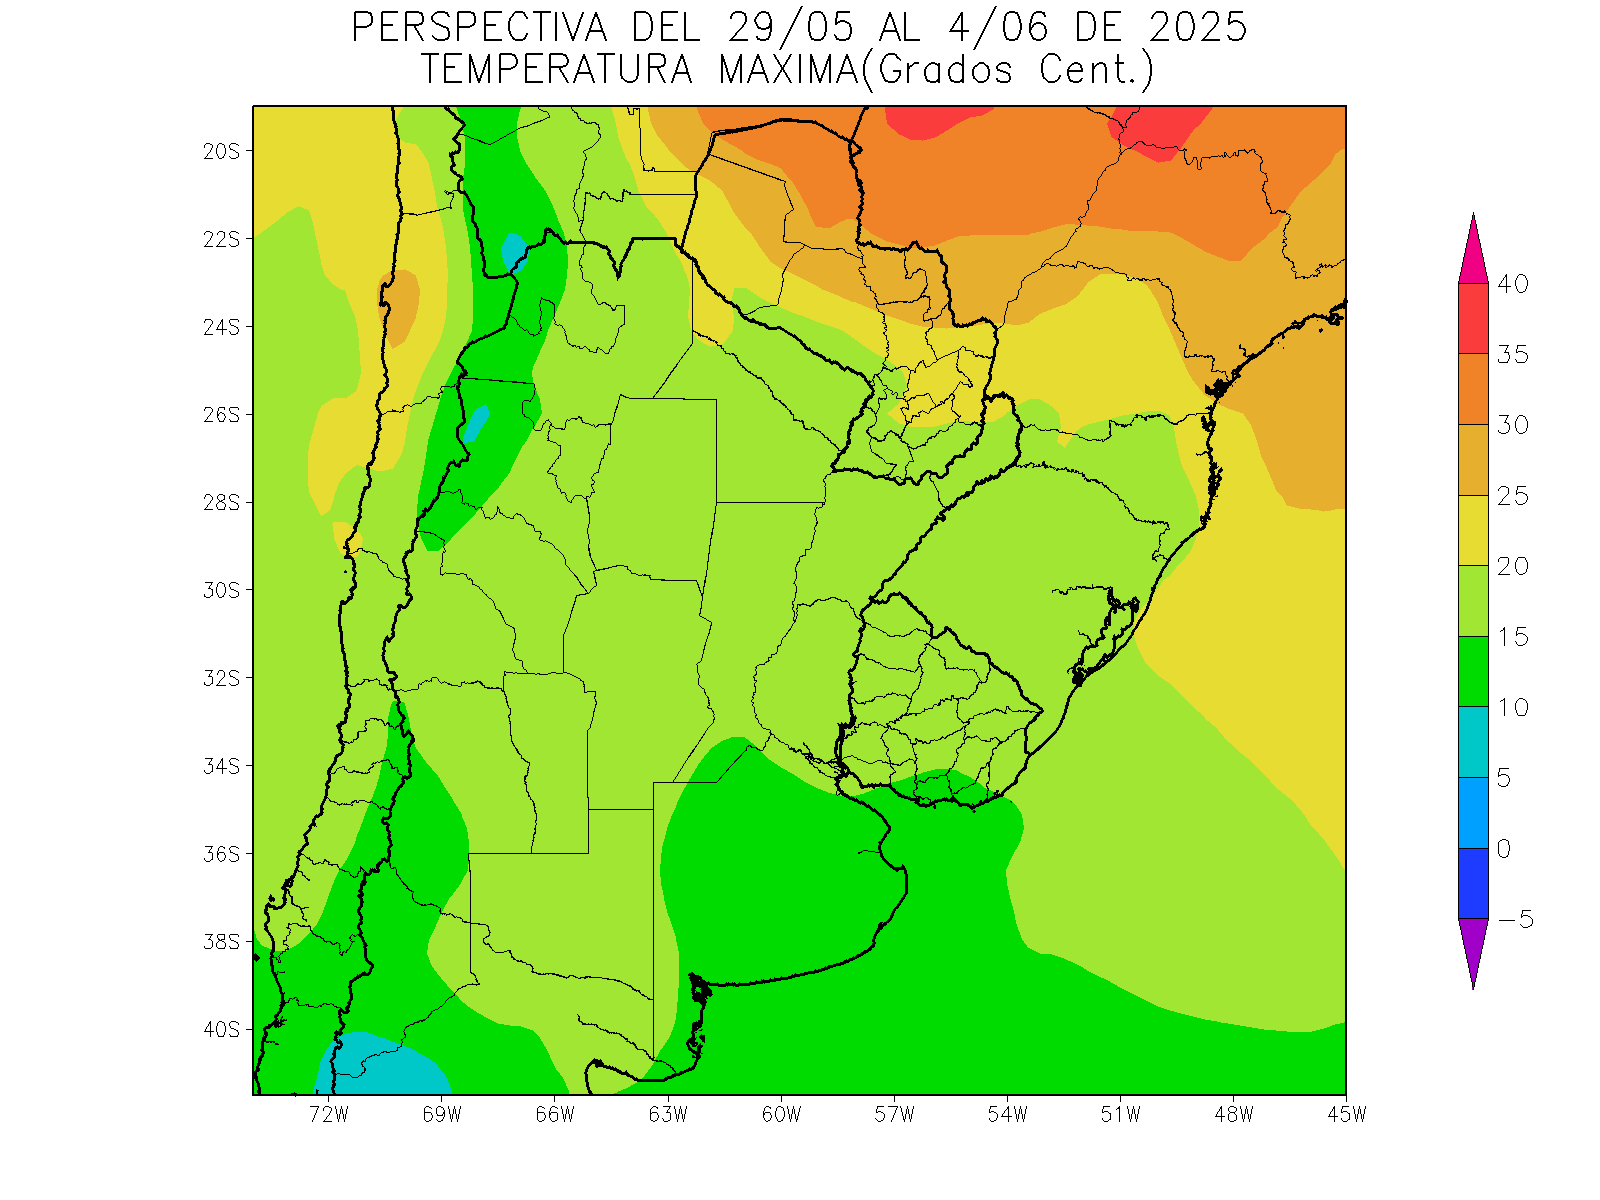 PERSPECTIVA DEL 29/05 AL 4/06 DE 2025
TEMPERATURA MAXIMA(Grados Cent.)
20S
22S
24S
26S
28S
30S
32S
34S
36S
38S
40S
72W 69W 66W 63W 60W 57W 54W 51W 48W 45W
40
35
30
25
20
15
10
5
0
-5